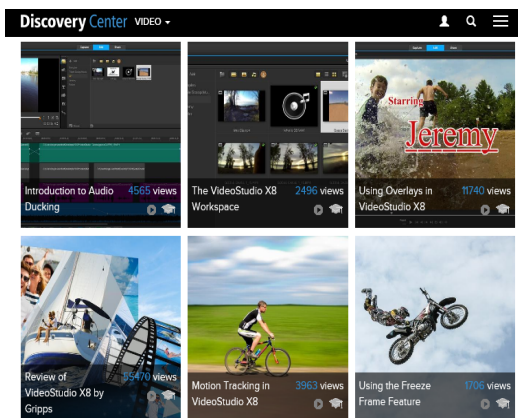 Discovery Center VIDEO
Starring
Jeremy
Introduction to Audio 4565 views
Ducking
The VideoStudio X8 2496 views
Workspace
Using Overlays in 11740 views
VideoStudio X8
Review of 55470 views
VideoStudio X8 by
Gripps
Motion Tracking in 3963 views
VideoStudio X8
Using the Freeze 1706 views
Frame Feature